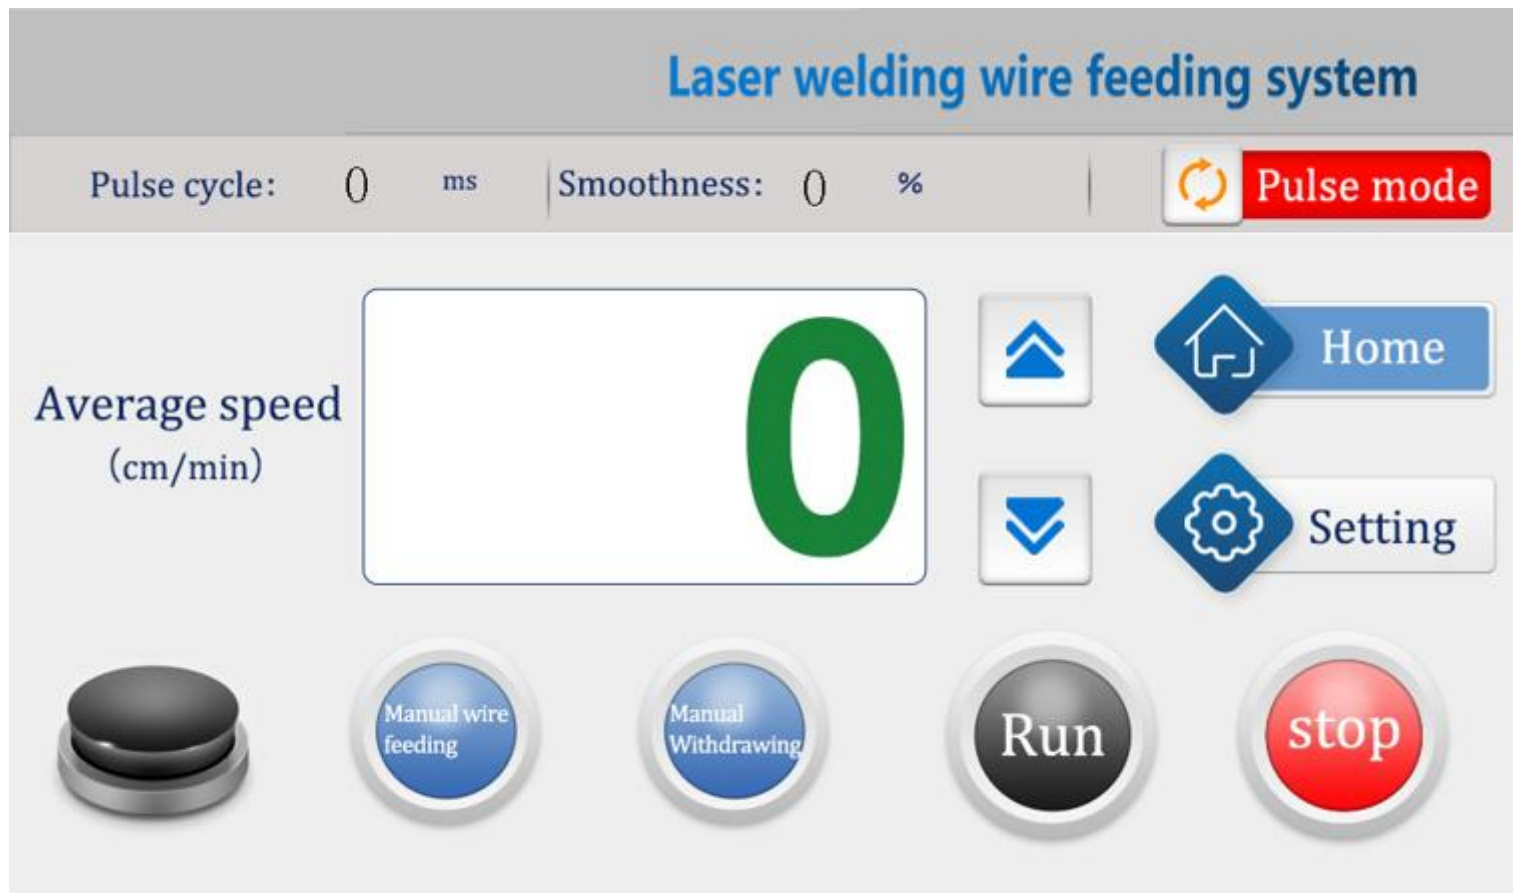 Laser welding wire feeding system
Pulse cycle: 0 ms Smoothness: 0 % Pulse mode
Home
0
Average speed
(cm/min)
Setting
Manual wire
feeding
Manual
Withdrawing
Run
stop